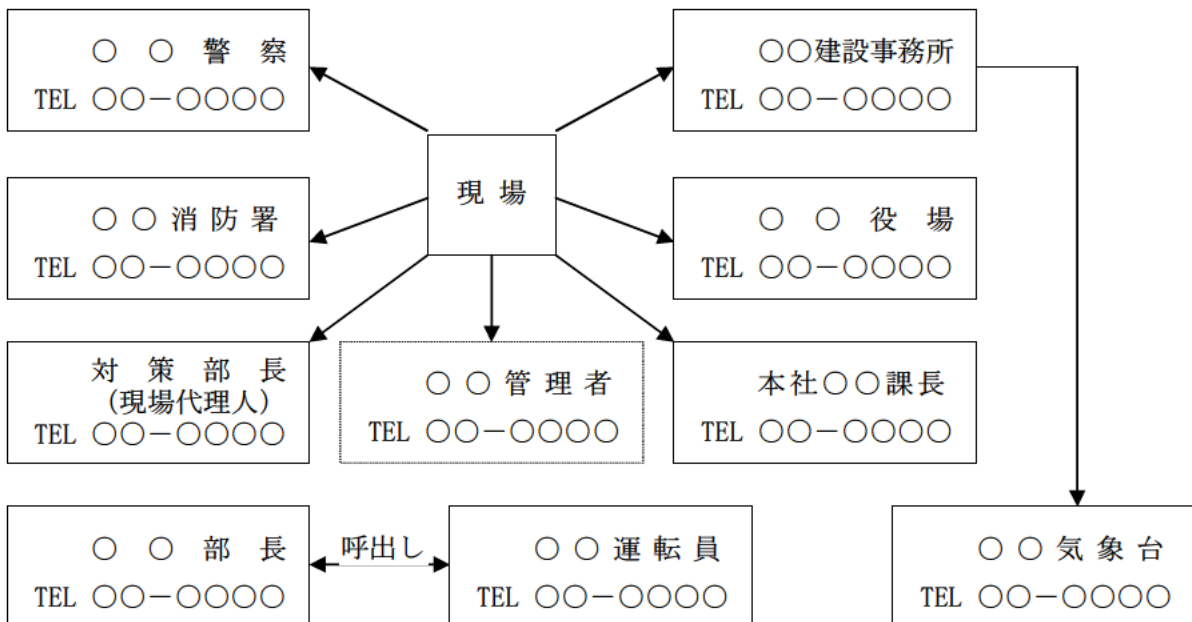 ○ ○ 警 察
TEL ○○－○○○○
○○建設事務所
TEL ○○－○○○○
現 場
○ ○ 消 防 署
TEL ○○－○○○○
○ ○ 役 場
TEL ○○－○○○○
対 策 部 長
（現場代理人）
TEL ○○－○○○○
○ ○ 管 理 者
TEL ○○－○○○○
本社○○課長
TEL ○○－○○○○
○ ○ 部 長
TEL ○○－○○○○
呼出し
○ ○ 運 転 員
TEL ○○－○○○○
○ ○ 気 象 台
TEL ○○－○○○○